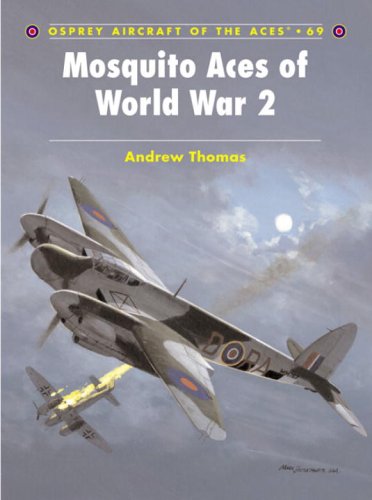 OSPREY AIRCRAFT OF THE ACES® • 69
Mosquito Aces of
World War 2
Andrew Thomas